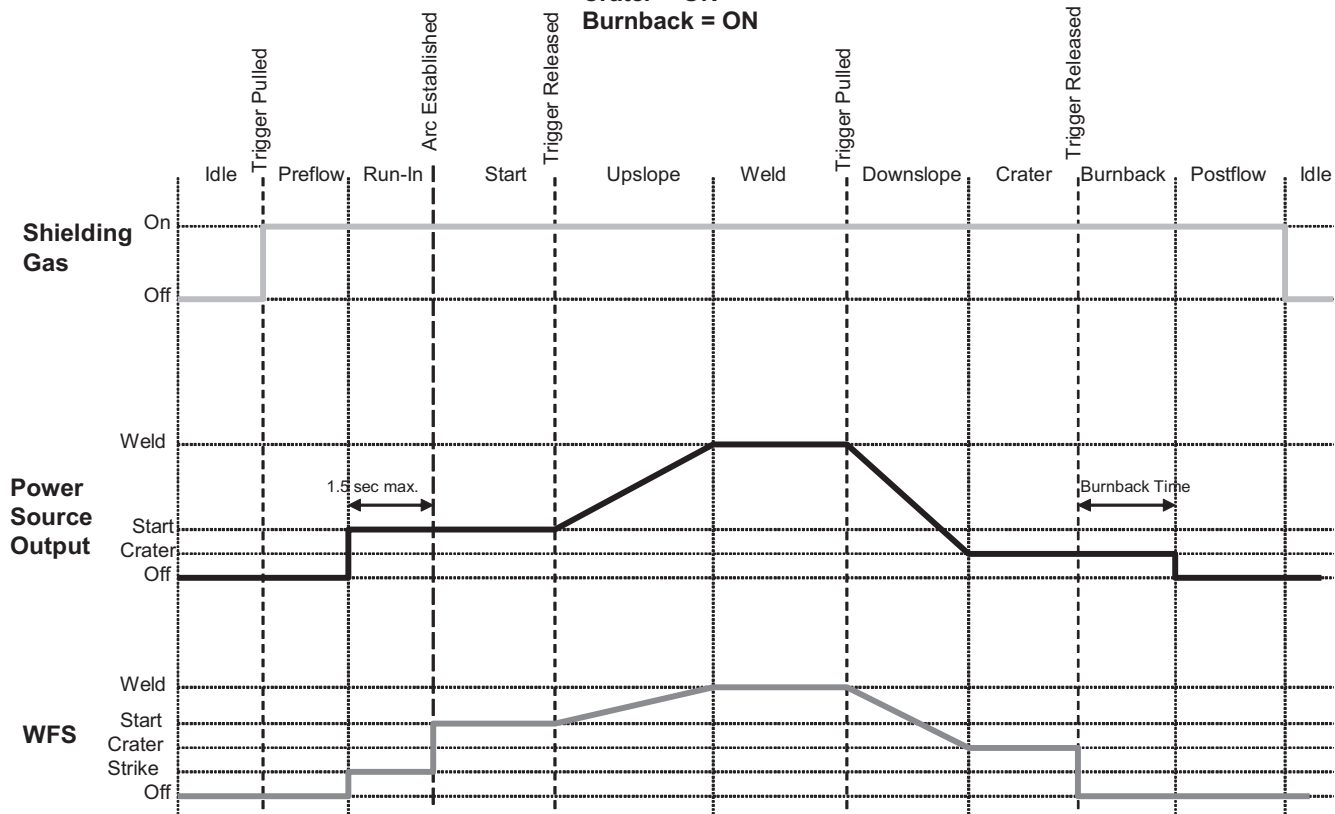 Burnback = ON
Trigger Pulled
Arc Established
Trigger Released
Trigger Pulled
Trigger Released
Idle Preflow Run-In Start Upslope Weld Downslope Crater Burnback Postflow Idle
Shielding
Gas
On
Off
Power
Source
Output
Weld
Start
Crater
Off
1.5 sec max.
Burnback Time
WFS
Weld
Start
Crater
Strike
Off